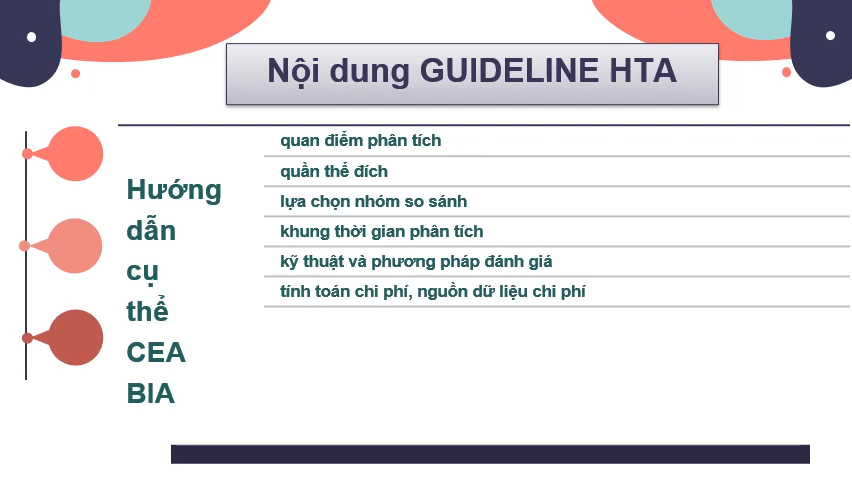 Nội dung GUIDELINE HTA
Hướng
dẫn
cụ
thể
CEA
BIA
quan điểm phân tích
quần thể đích
lựa chọn nhóm so sánh
khung thời gian phân tích
kỹ thuật và phương pháp đánh giá
tính toán chi phí, nguồn dữ liệu chi phí